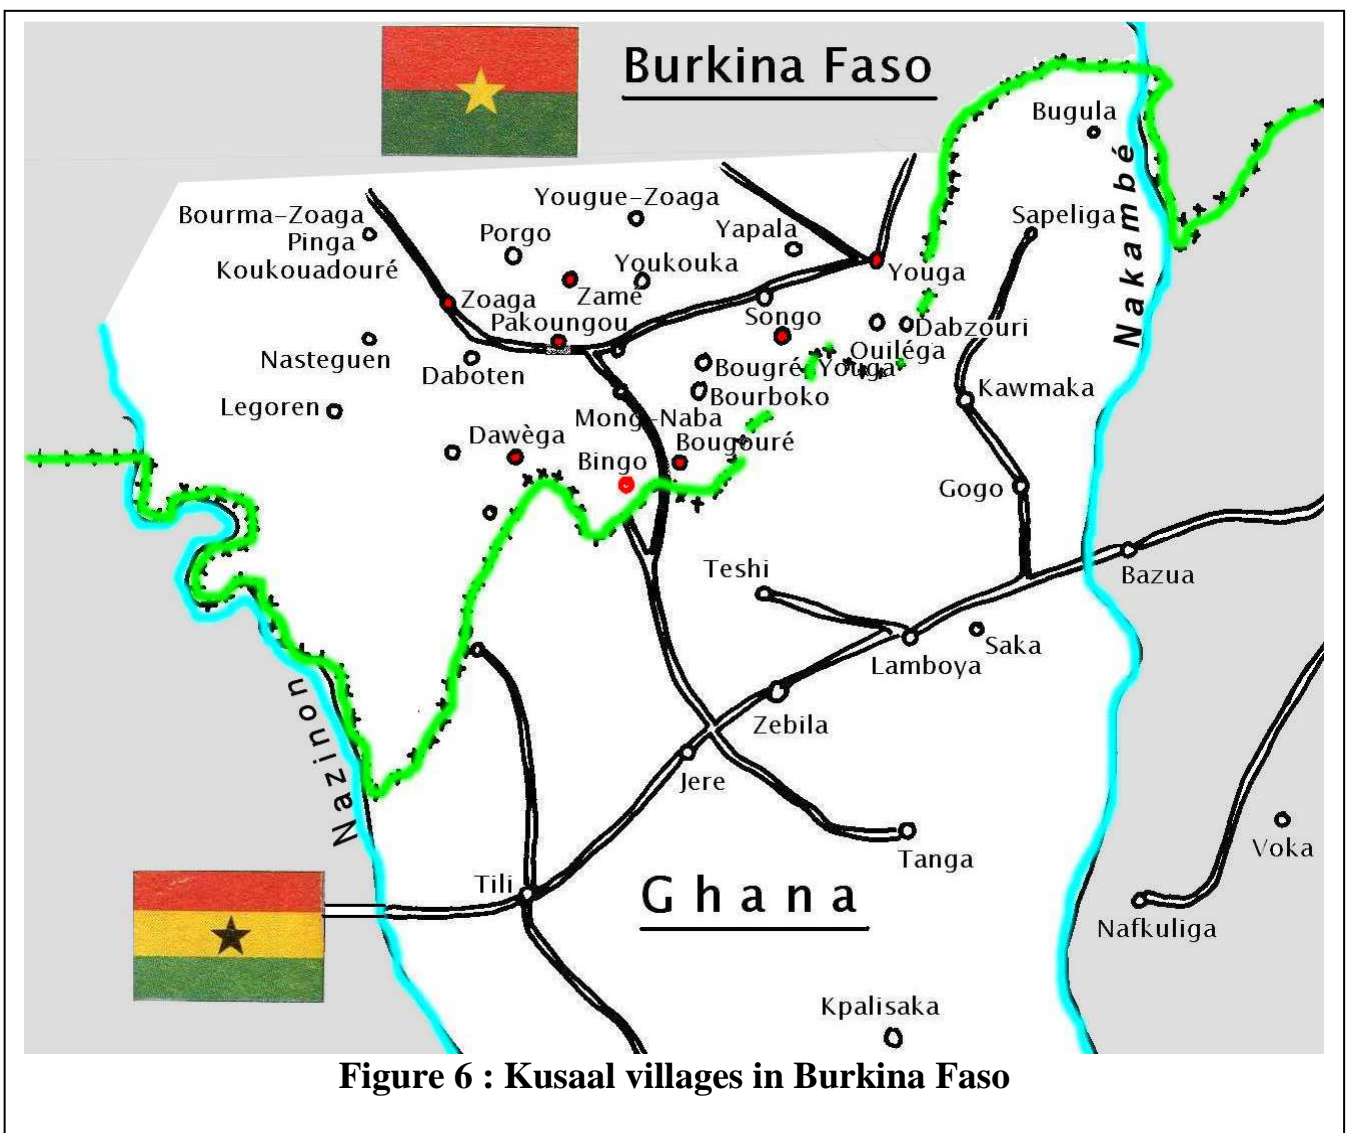 Burkina Faso
Bugula
Nakambé
Yougue-Zoaga
Bourma-Zoaga
Pinga
Koukouadouré
Porgo
Yapala
Sapeliga
Youkouka
Youga
Zoaga
Zamé
Pakoungou
Songo
Dabzouri
Nasteguen
Daboten
Ouiléga
Bougré-Youga
Kawmaka
Legoren
Bourboko
Mong-Naba
Dawèga
Bougouré
Bingo
Gogo
Teshi
Bazua
Saka
Lamboya
Nazinon
Zebila
Jere
Tanga
Voka
Tili
Ghana
Nafkuliga
Kpalisaka
Figure 6 : Kusaal villages in Burkina Faso